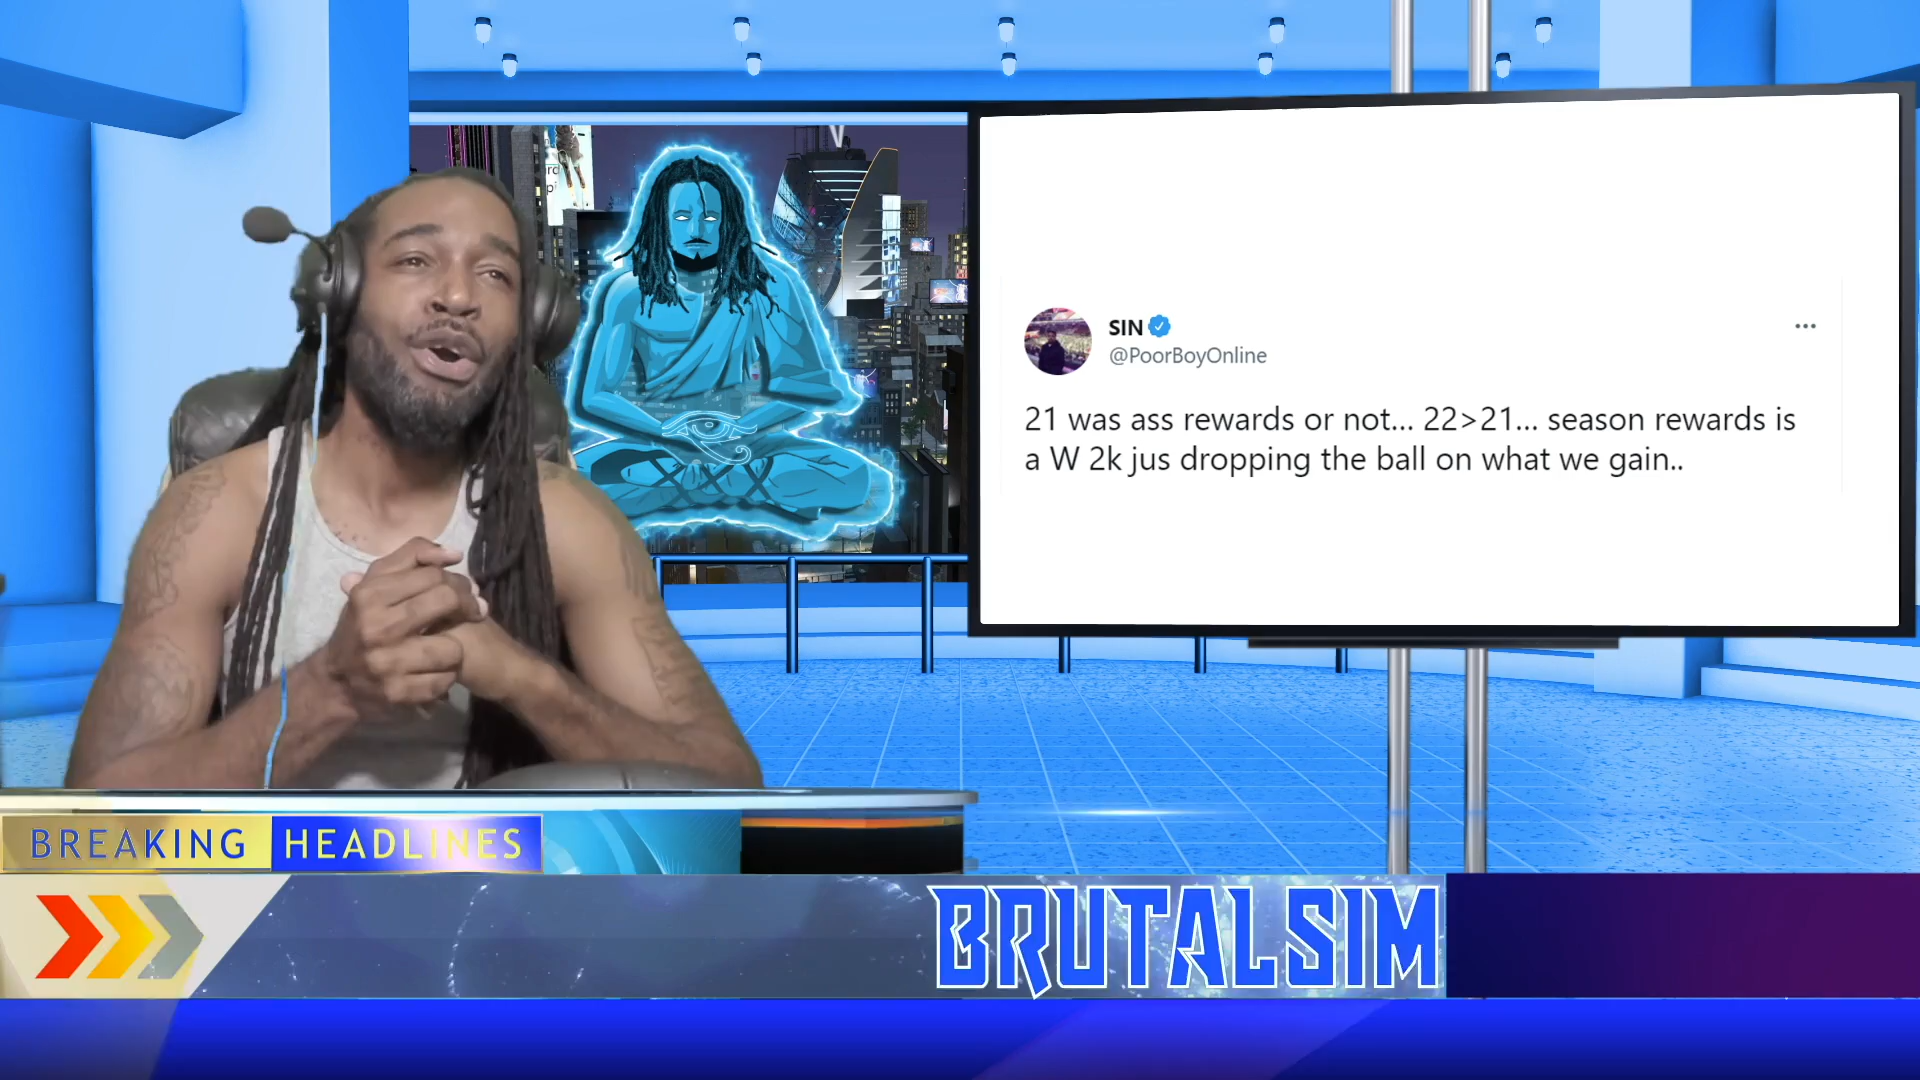 SIN
@PoorBoyOnline
21 was ass rewards or not... 22>21... season rewards is
a W 2k jus dropping the ball on what we gain..
BREAKING HEADLINES
BRUTALSIM